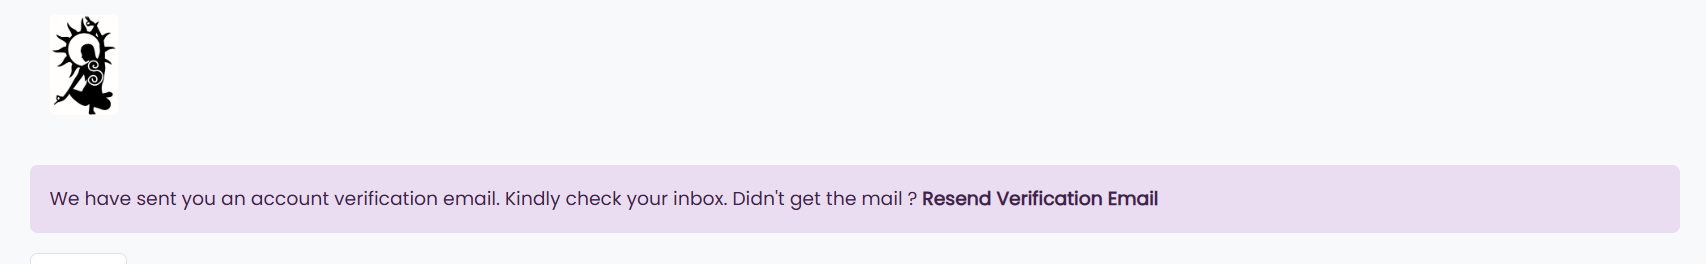 We have sent you an account verification email. Kindly check your inbox. Didn't get the mail ? Resend Verification Email